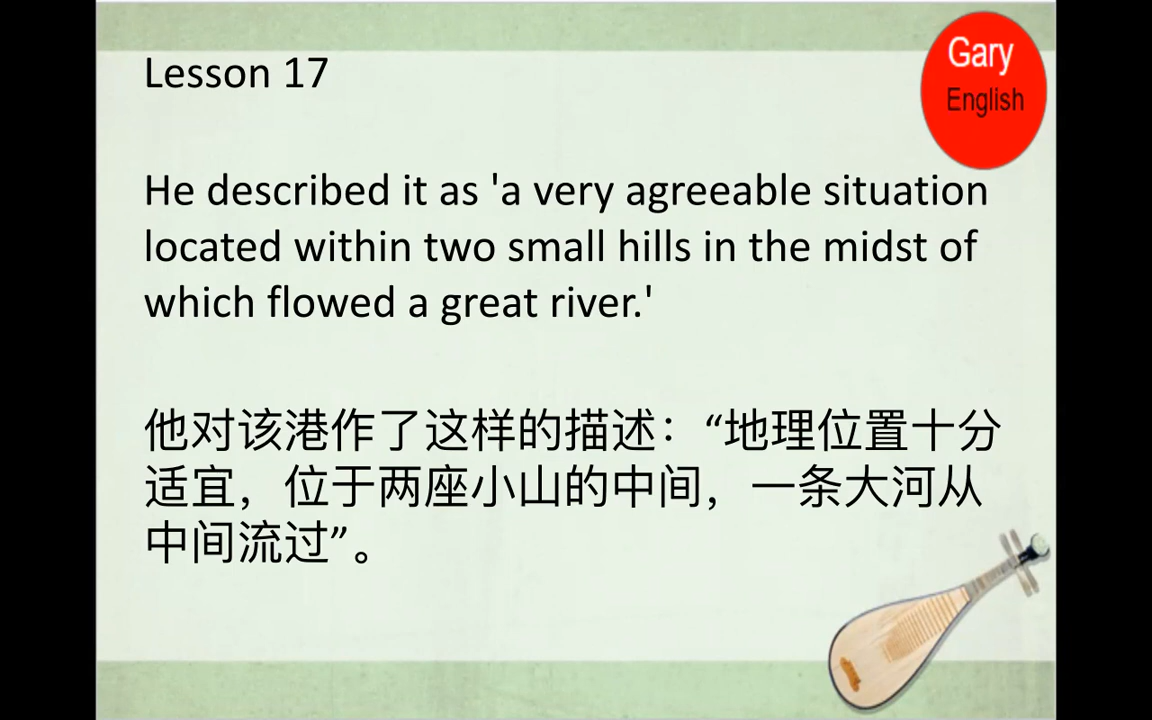 Lesson 17
Gary
English
He described it as 'a very agreeable situation
located within two small hills in the midst of
which flowed a great river.'
他对该港作了这样的描述：“地理位置十分
适宜，位于两座小山的中间，一条大河从
中间流过”。